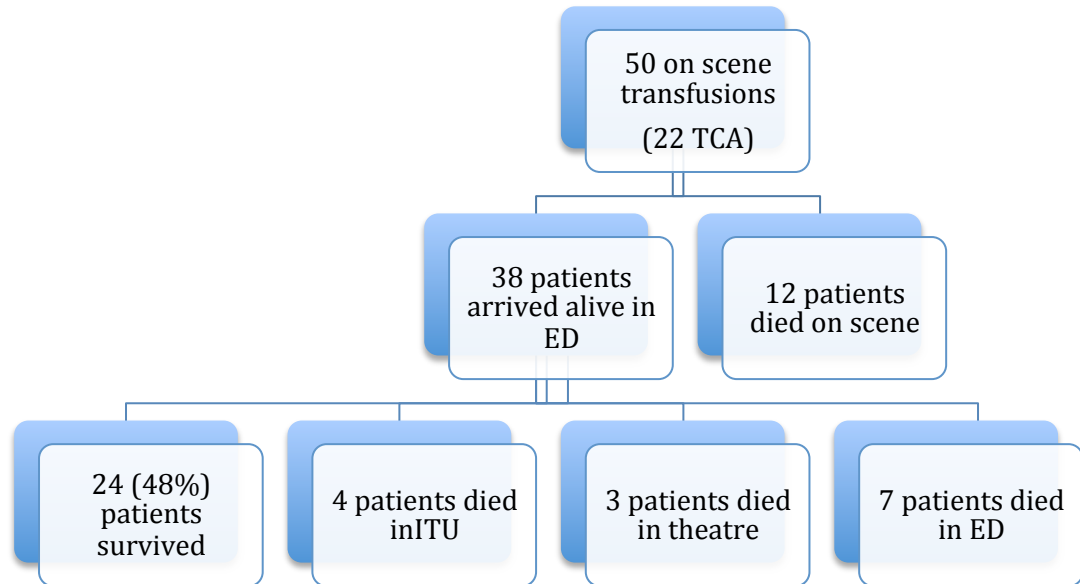 50 on scene
transfusions
(22 TCA)
38 patients
arrived alive in
ED
12 patients
died on scene
24 (48%)
patients
survived
4 patients died
inITU
3 patients died
in theatre
7 patients died
in ED